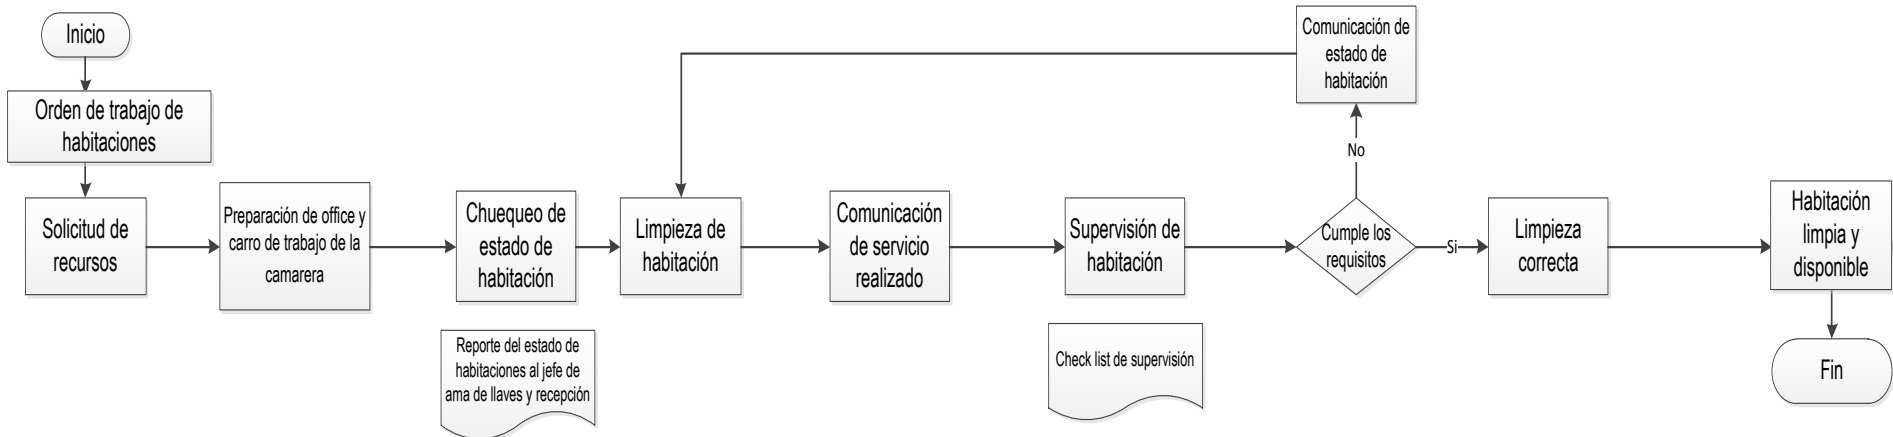 Inicio
Orden de trabajo de
habitaciones
Solicitud de
recursos
Preparación de office y
carro de trabajo de la
camarera
Chuequeo de
estado de
habitación
Reporte del estado de
habitaciones al jefe de
ama de llaves y recepción
Limpieza de
habitación
Comunicación
de servicio
realizado
Supervisión de
habitación
Check list de supervisión
Cumple los
requisitos
No
Comunicación de
estado de
habitación
Si
Limpieza
correcta
Habitación
limpia y
disponible
Fin